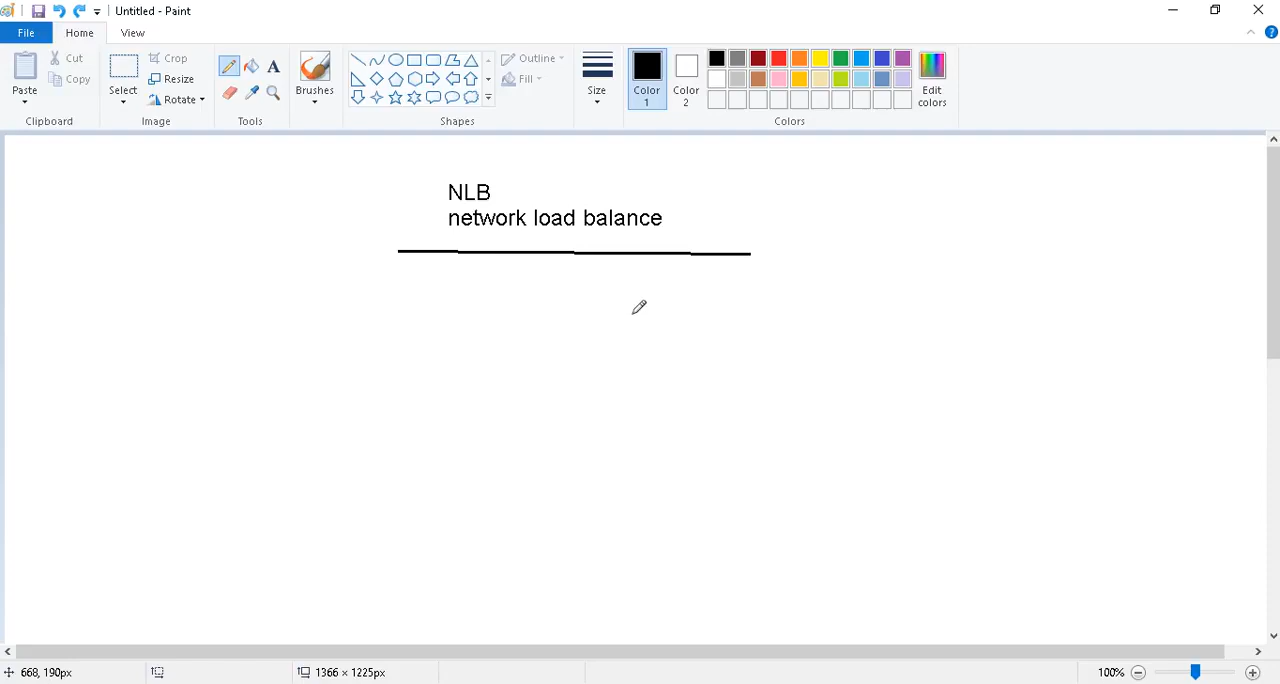 Untitled - Paint
File Home View
Paste
Cut
Copy
Clipboard
Select
Crop
Resize
Rotate
Image
A
Tools
Brushes
Shapes
Outline
Fill
Size
Color 1
Color 2
Edit colors
Colors
NLB
network load balance
668, 190px
1366 × 1225px
100%